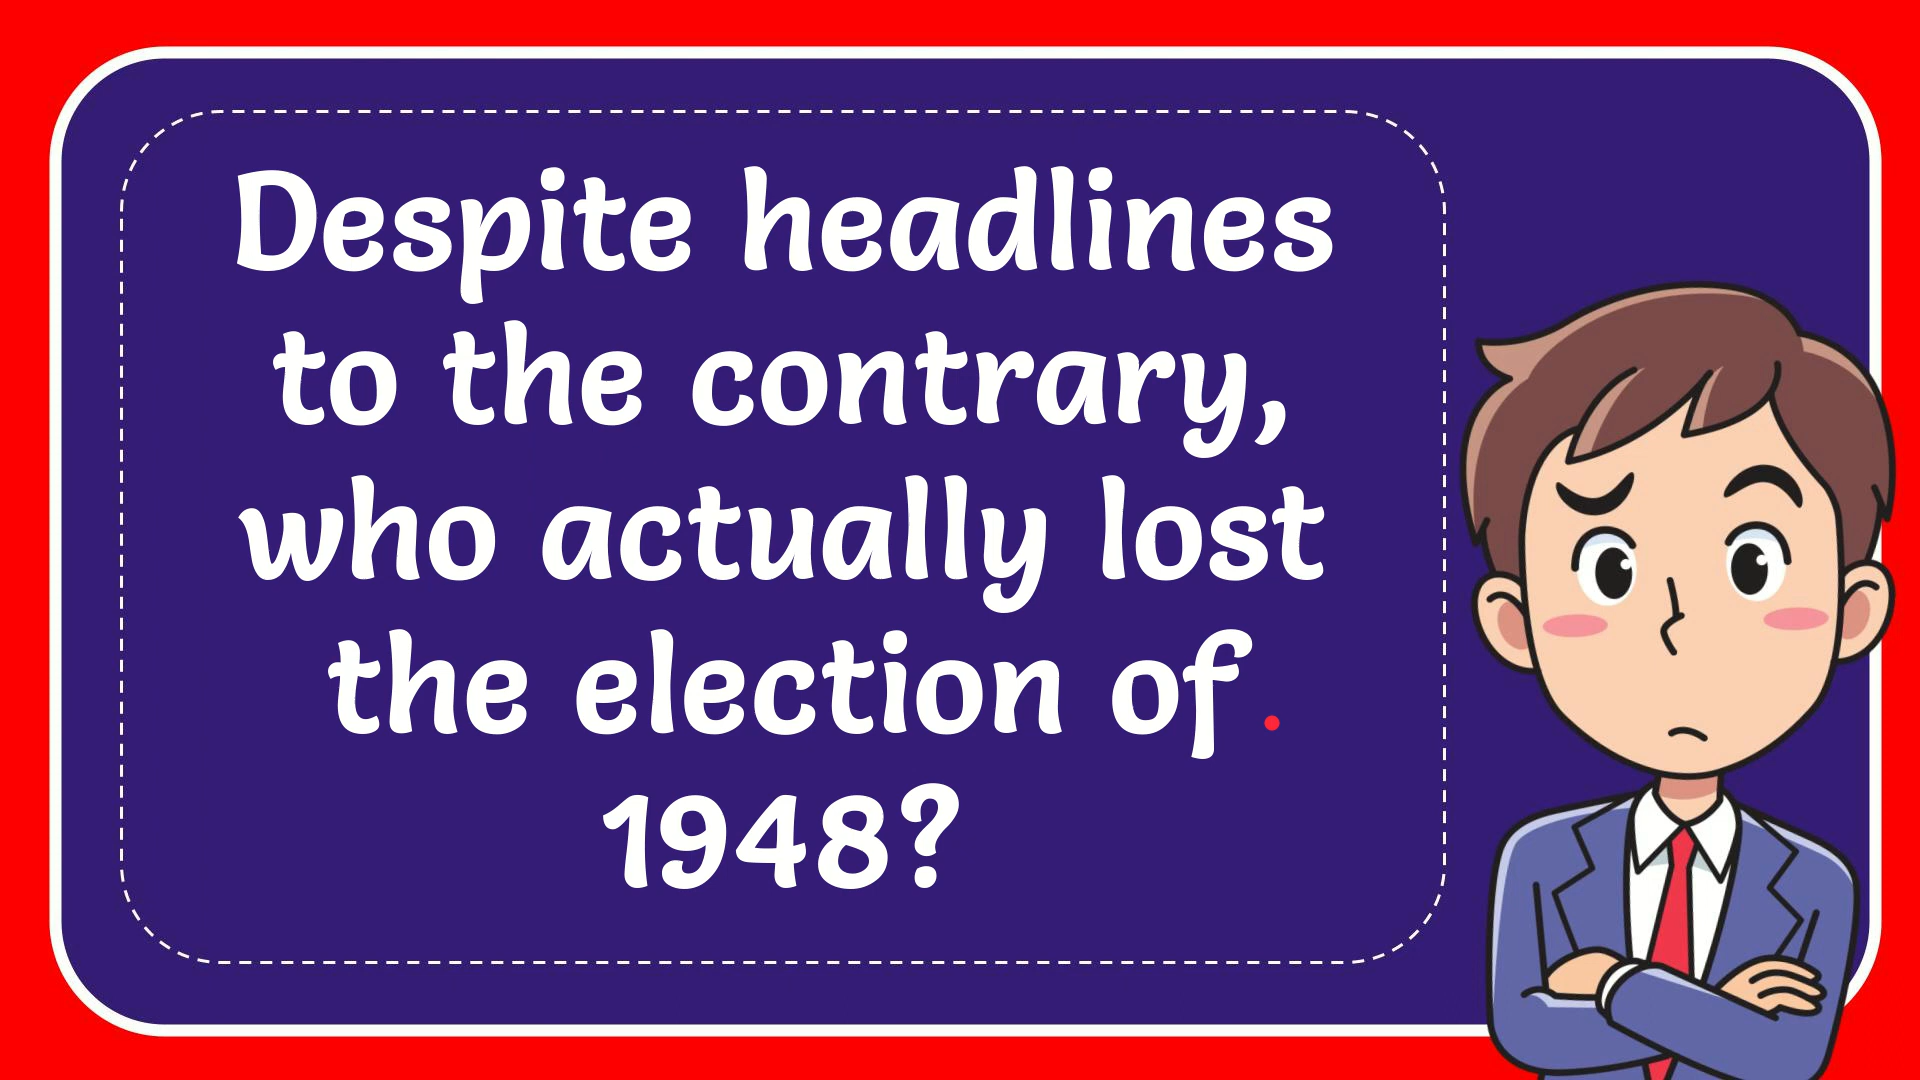 Despite headlines
to the contrary,
who actually lost
the election of
1948?